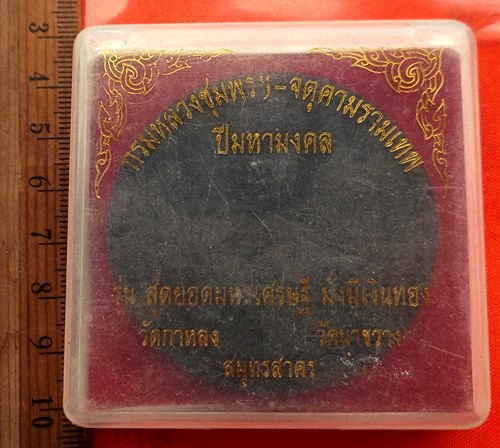 กรมหลวงชุมพรฯ-จตุคามรามเทพ
ปีมหามงคล
รุ่น สุดยอดมหาเศรษฐี มั่งมีเงินทอง
วัดกาหลง วัดนาขวาง
สมุทรสาคร
3
4
5
6
7
8
9
10